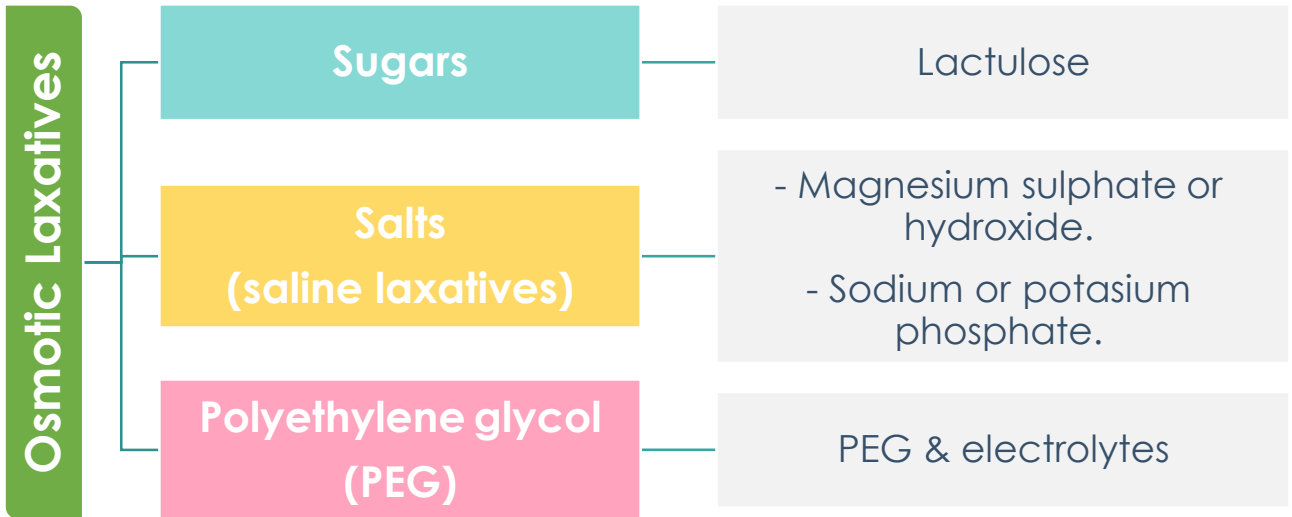 Osmotic Laxatives
Sugars
Lactulose
Salts
(saline laxatives)
- Magnesium sulphate or
hydroxide.
- Sodium or potasium
phosphate.
Polyethylene glycol
(PEG)
PEG & electrolytes